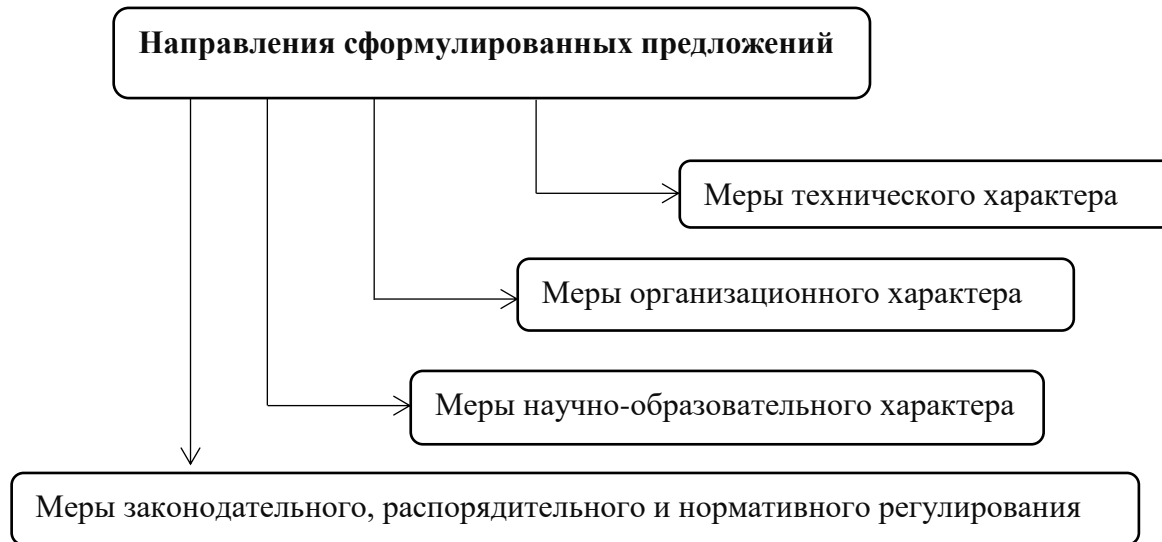 Направления сформулированных предложений
Меры технического характера
Меры организационного характера
Меры научно-образовательного характера
Меры законодательного, распорядительного и нормативного регулирования